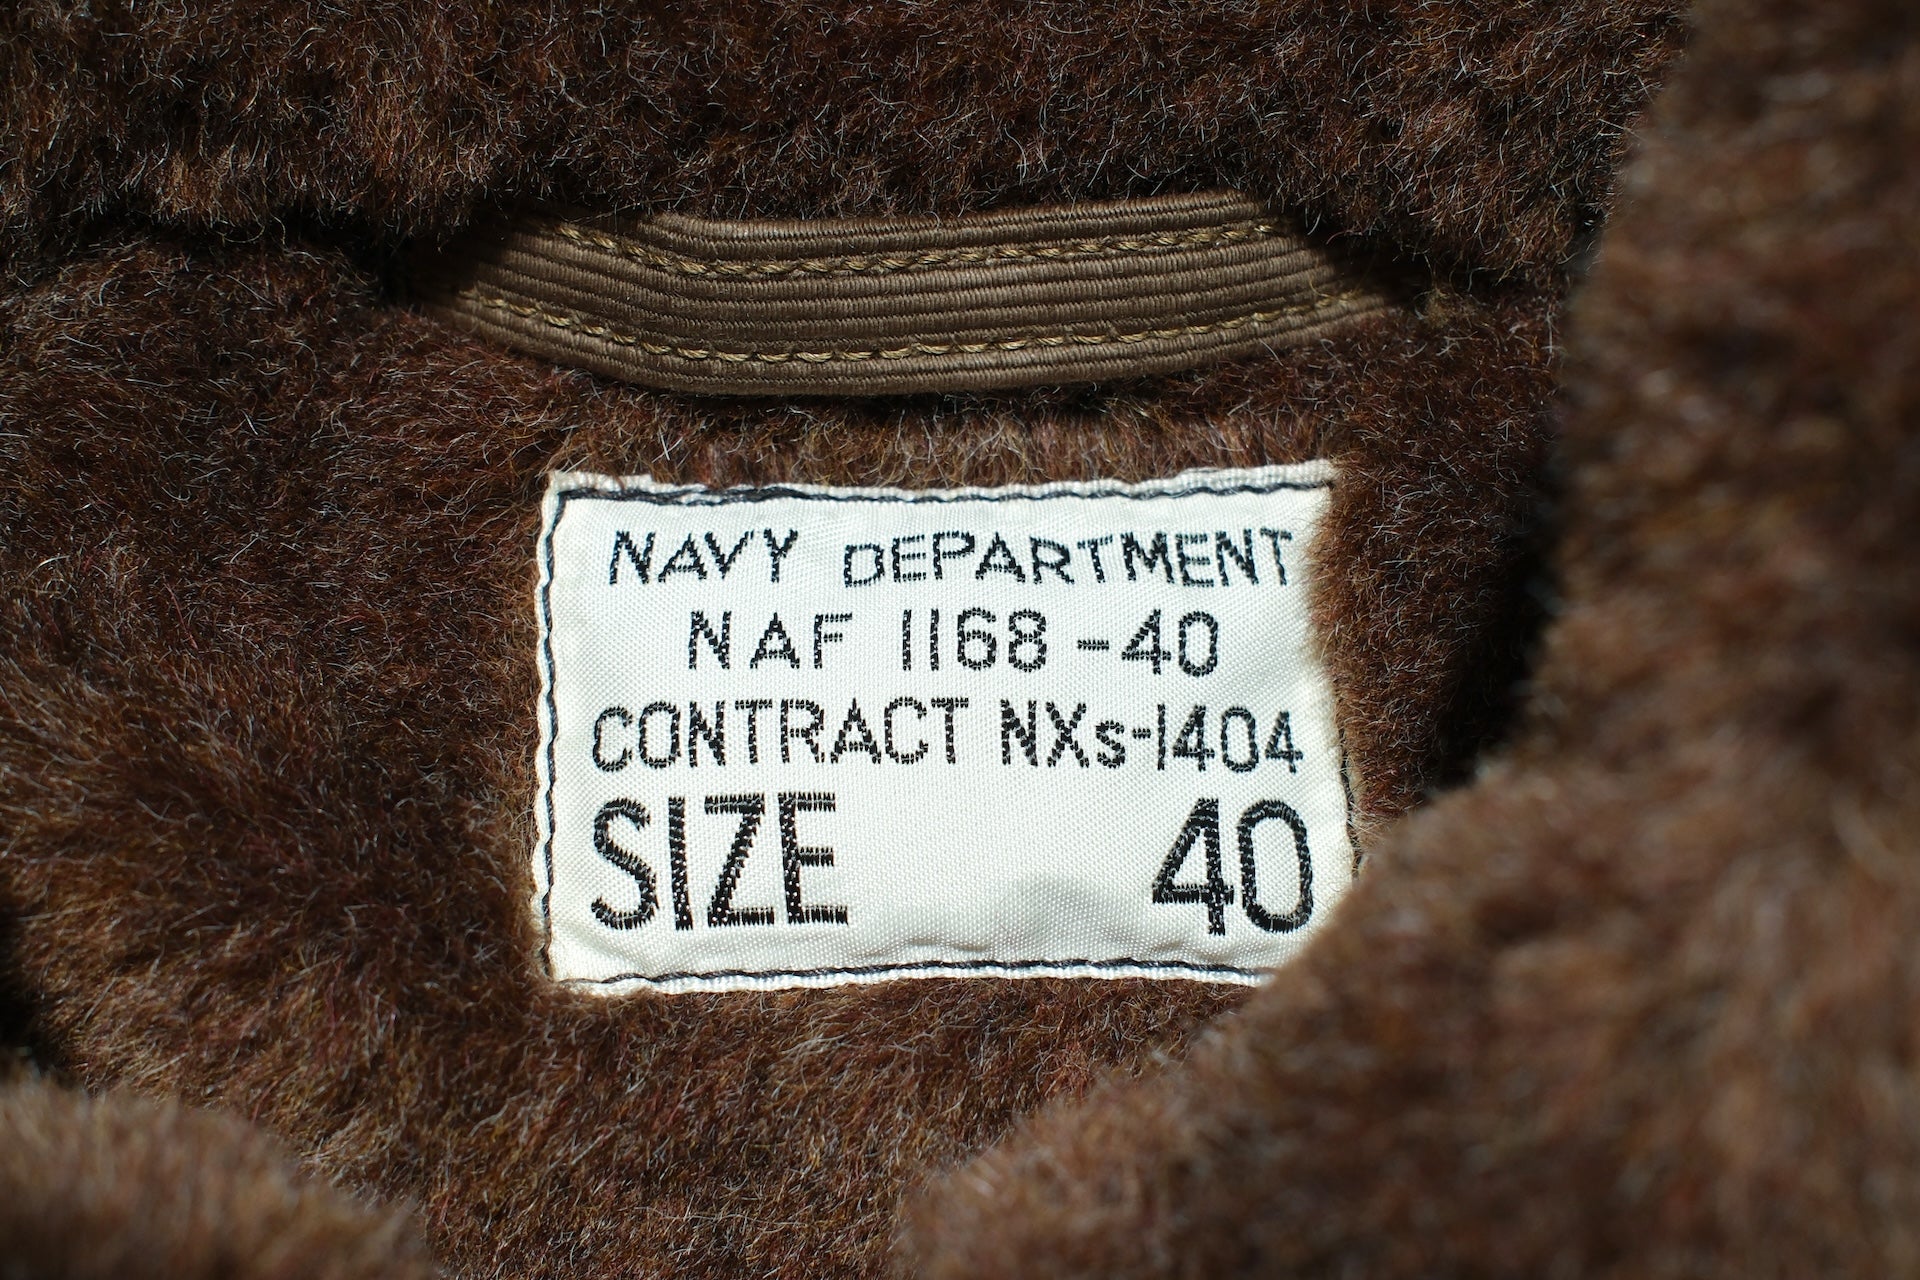 NAVY DEPARTMENT
NAF 1168-40
CONTRACT NXs-1404
SIZE 40